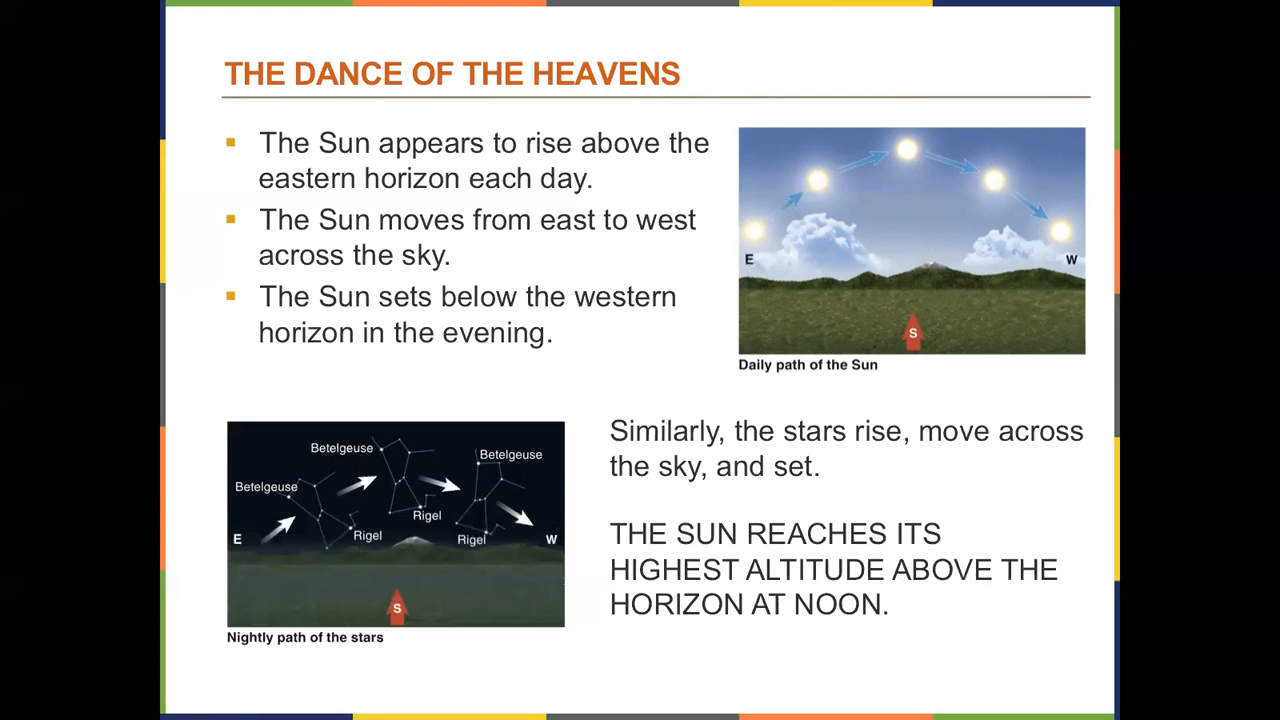 THE DANCE OF THE HEAVENS
▪ The Sun appears to rise above the
eastern horizon each day.
▪ The Sun moves from east to west
across the sky.
▪ The Sun sets below the western
horizon in the evening.
E
W
S
Daily path of the Sun
Betelgeuse
Betelgeuse
Betelgeuse
Rigel
Rigel
Rigel
E
W
S
Nightly path of the stars
Similarly, the stars rise, move across
the sky, and set.
THE SUN REACHES ITS
HIGHEST ALTITUDE ABOVE THE
HORIZON AT NOON.